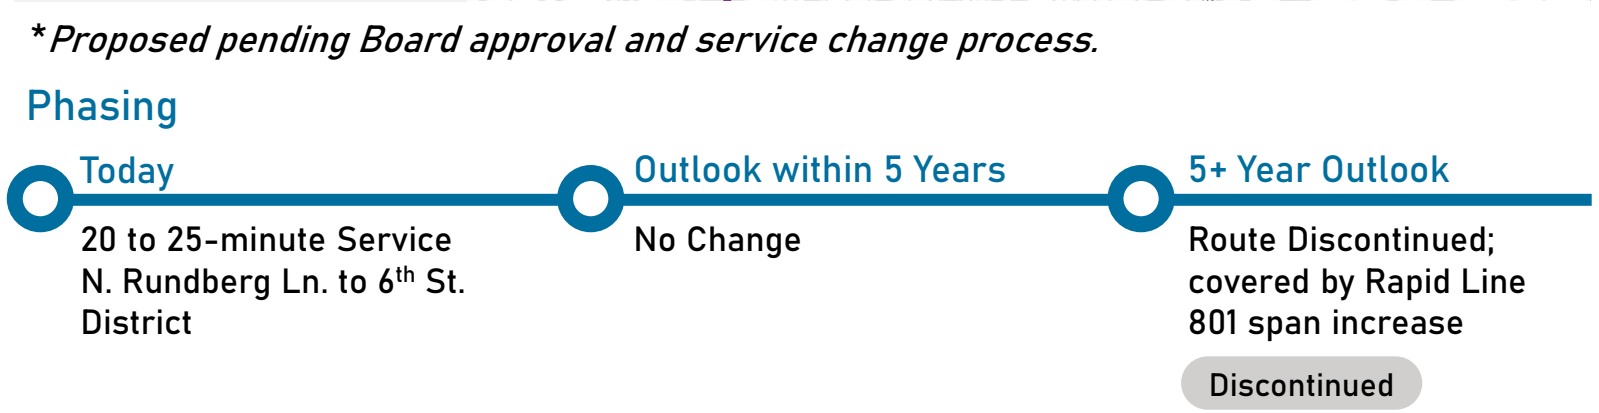 *Proposed pending Board approval and service change process.
Phasing
Today
20 to 25-minute Service
N. Rundberg Ln. to 6th St.
District
Outlook within 5 Years
No Change
5+ Year Outlook
Route Discontinued;
covered by Rapid Line
801 span increase
Discontinued